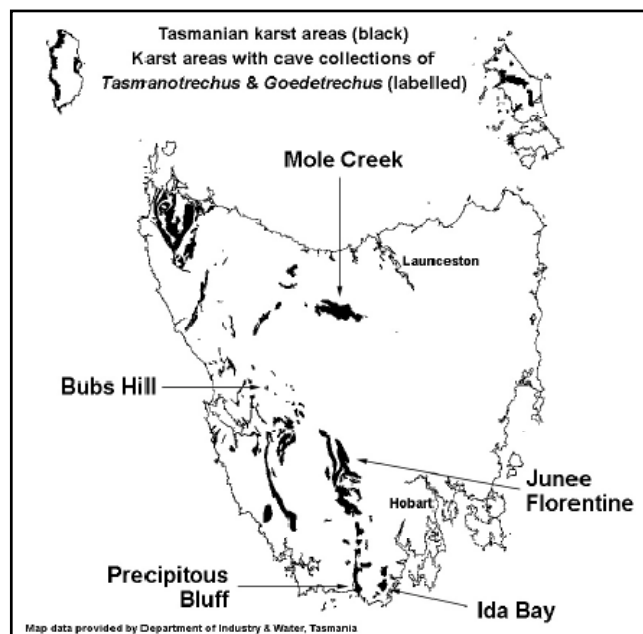 Tasmanian karst areas (black)
Karst areas with cave collections of
Tasmanotrechus & Goedetrechus (labelled)
Mole Creek
Launceston
Bubs Hill
Junee
Florentine
Hobart
Precipitous
Bluff
Ida Bay
Map data provided by Department of Industry & Water, Tasmania